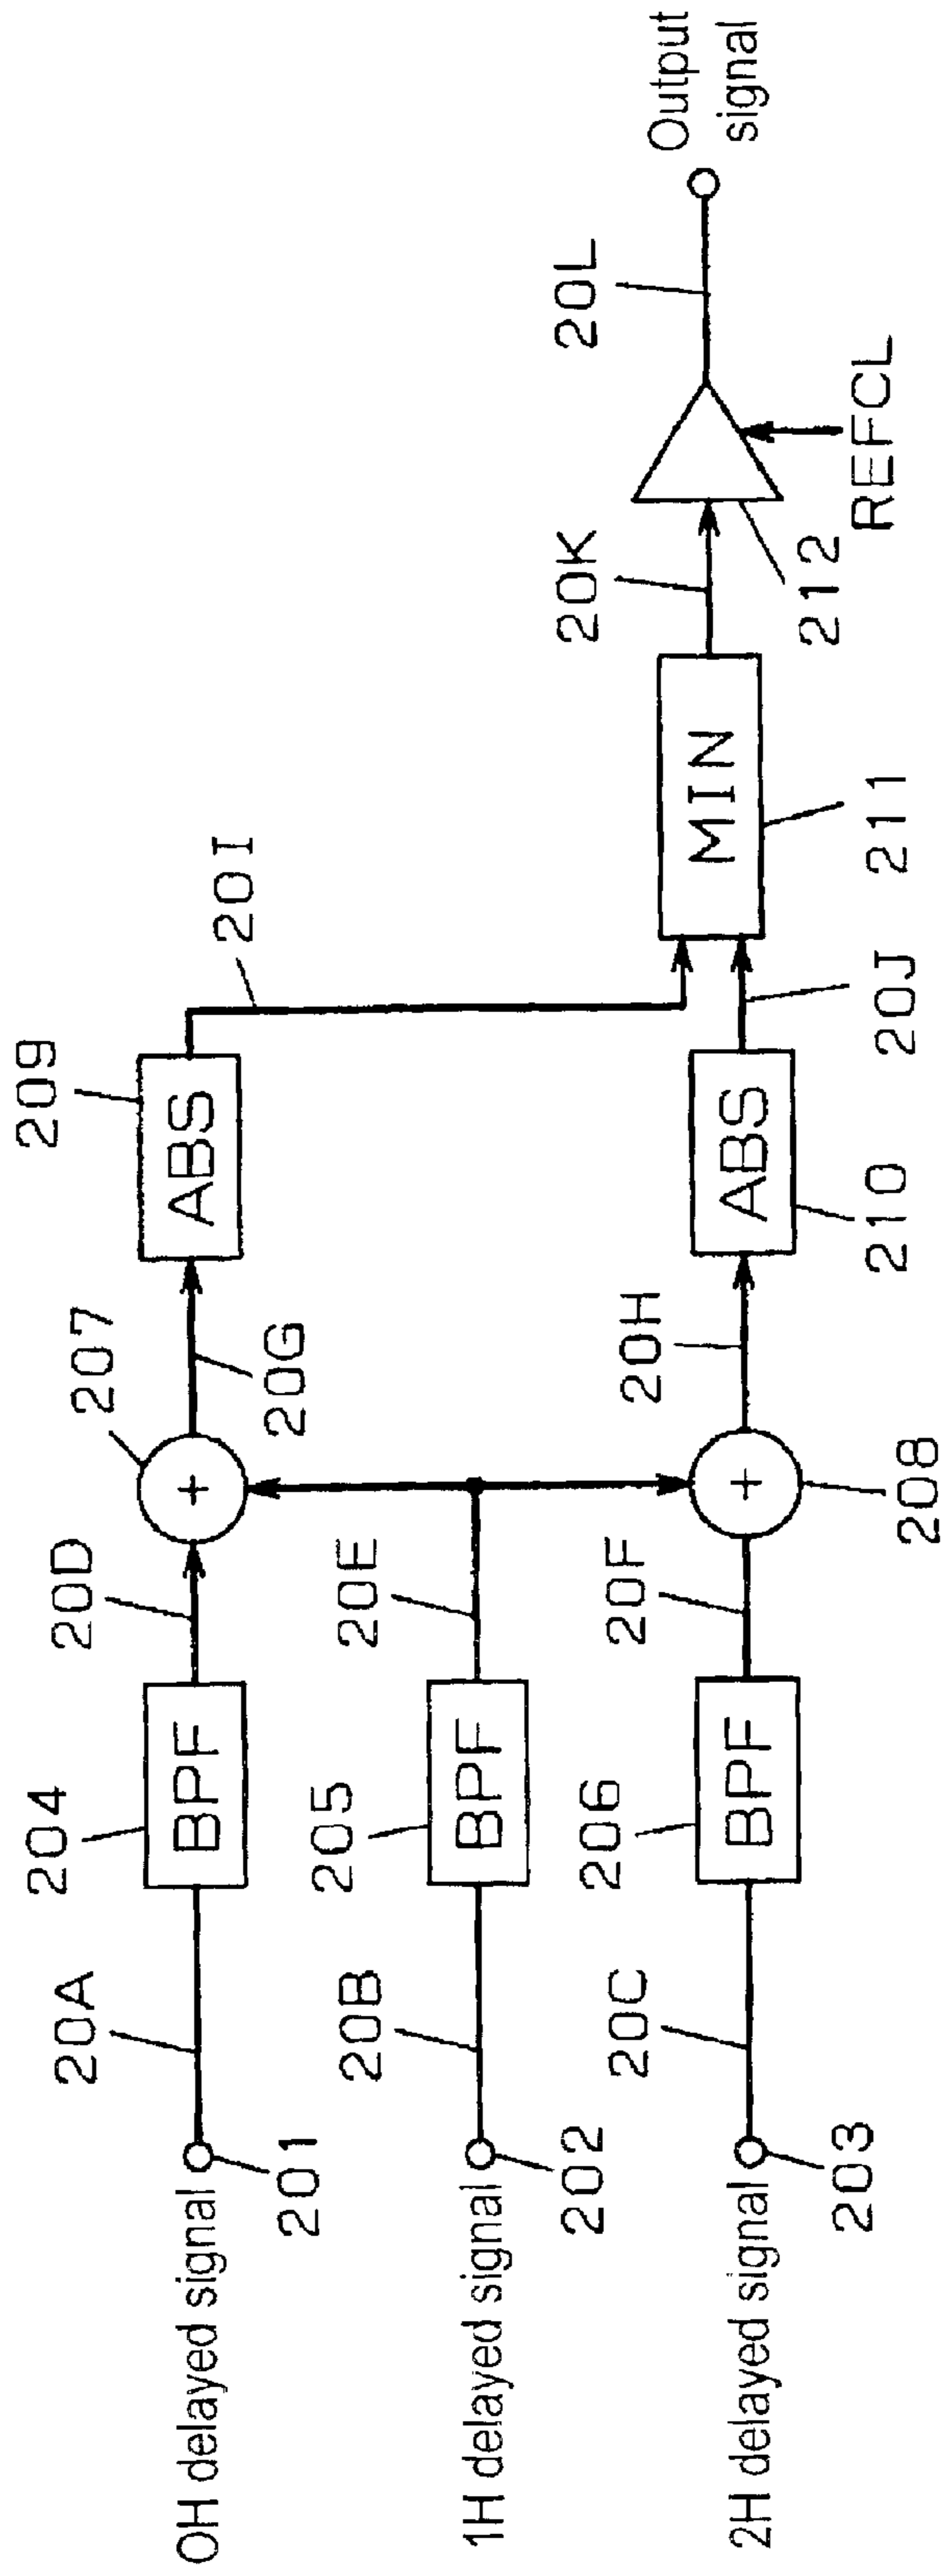 0H delayed signal
201
20A
204
BPF
20D
207
+
20G
209
ABS
20I
1H delayed signal
202
20B
205
BPF
20E
2H delayed signal
203
20C
206
BPF
20F
208
+
20H
210
ABS
20J
211
MIN
20K
212
REFCL
20L
Output
signal